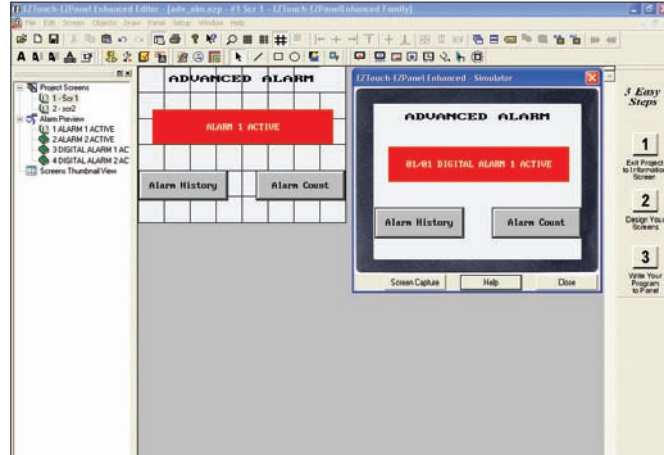 EZTouch-EZPanel Enhanced Editor - [adv_alm.ezp - #1 Scr 1 - EZTouch-EZPanelEnhanced Family]
File Edit Screen Objects Draw Panel Setup Window Help
Project Screens
1 - Scr1
2 - scr2
Alarm Preview
1 ALARM 1 ACTIVE
2 ALARM 2 ACTIVE
3 DIGITAL ALARM 1 AC
4 DIGITAL ALARM 2 AC
Screens Thumbnail View
ADVANCED ALARM
ALARM 1 ACTIVE
Alarm History
Alarm Count
EZTouch-EZPanel Enhanced - Simulator
ADVANCED ALARM
01/01 DIGITAL ALARM 1 ACTIVE
Alarm History
Alarm Count
Screen Capture
Help
Close
3 Easy
Steps
1
Exit Project
to Information
Screen
2
Design Your
Screens
3
Write Your
Program
to Panel